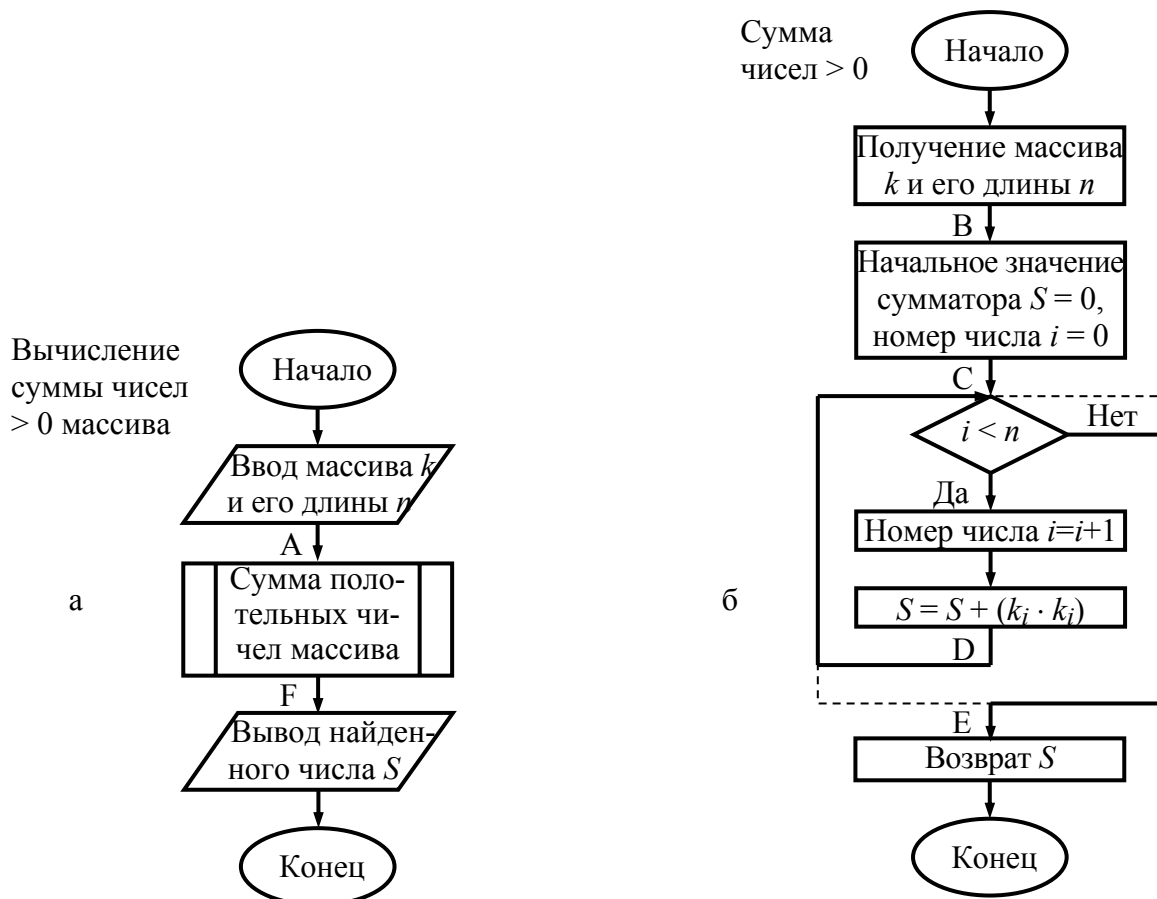 Вычисление
суммы чисел
> 0 массива
Начало
Ввод массива k
и его длины n
A
а
Сумма поло-
тельных чи-
чел массива
F
Вывод найден-
ного числа S
Конец
Сумма
чисел > 0
Начало
Получение массива
k и его длины n
B
Начальное значение
сумматора S = 0,
номер числа i = 0
C
i < n
Нет
Да
Номер числа i=i+1
б
S = S + (k_i · k_i)
D
E
Возврат S
Конец